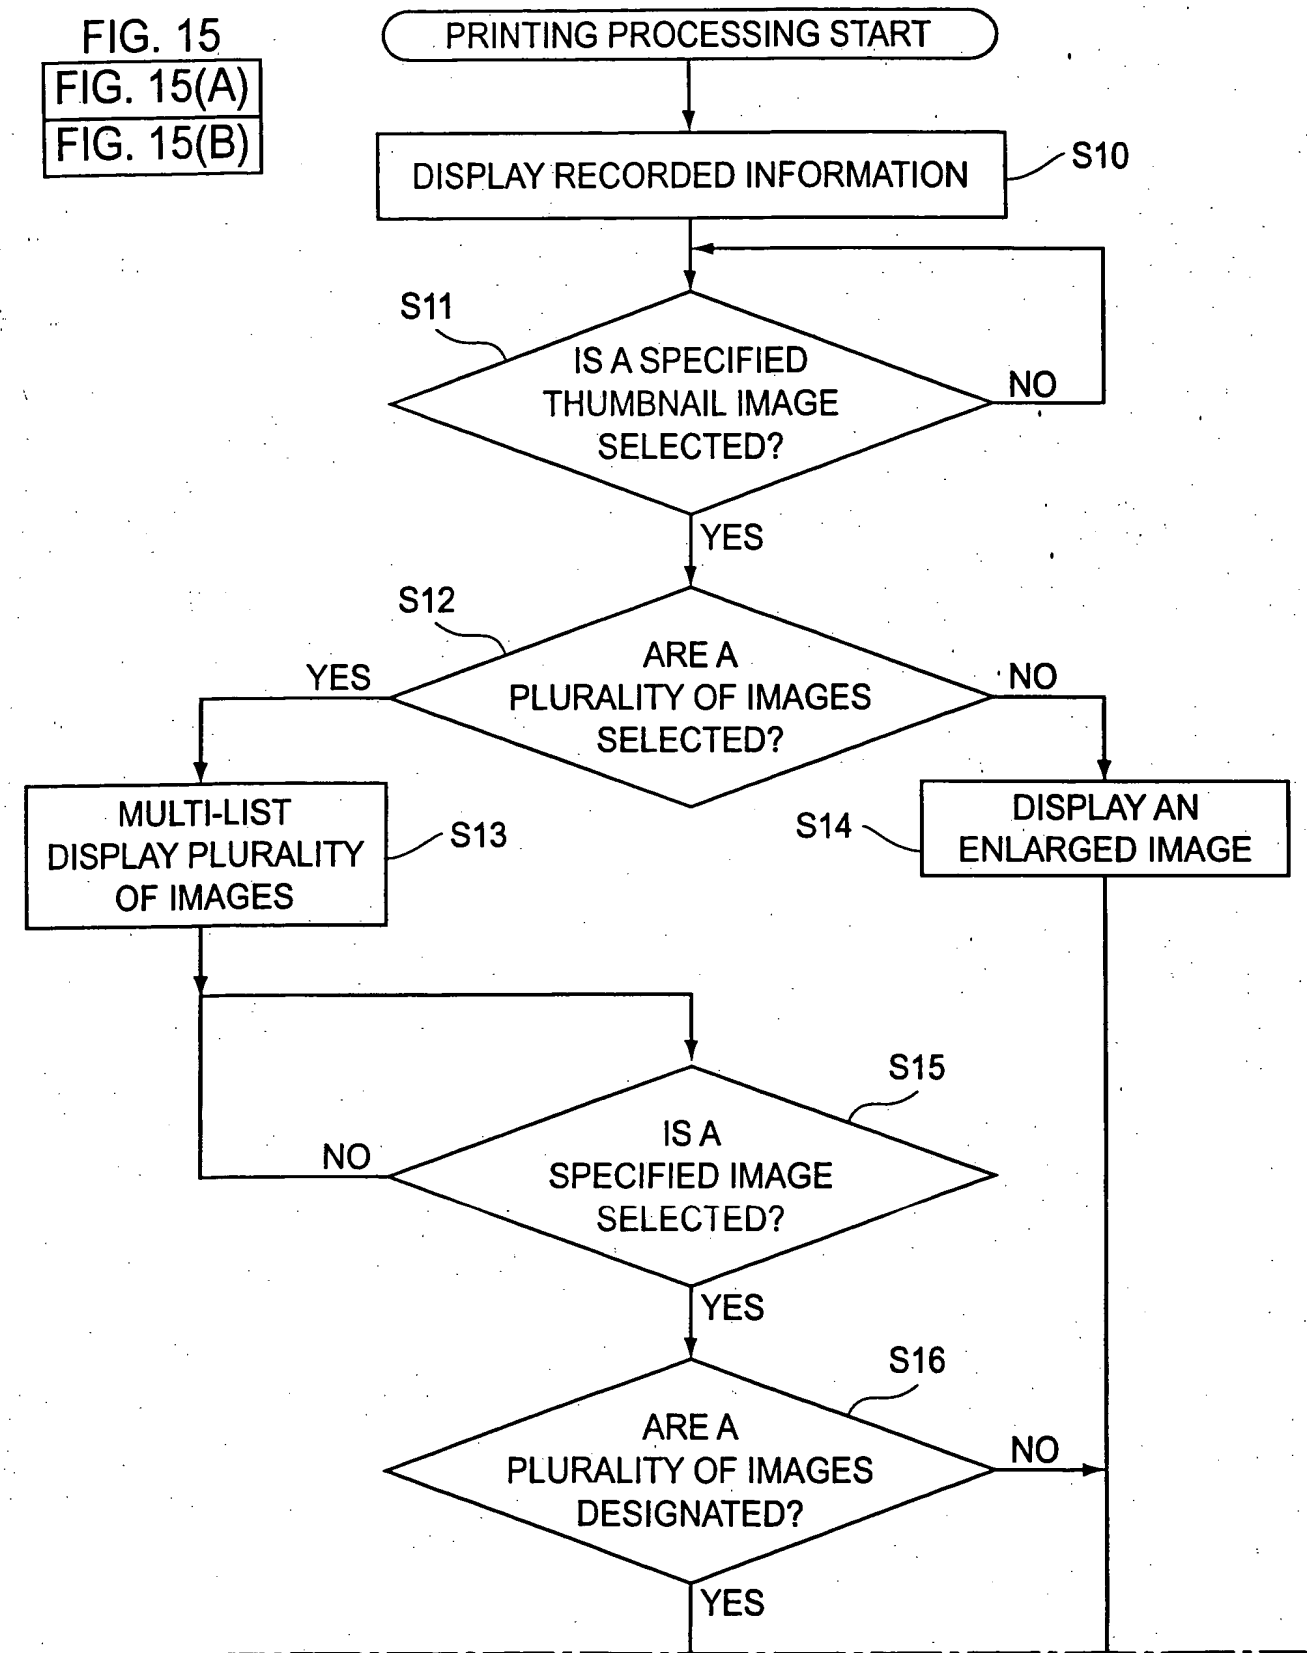 FIG. 15
FIG. 15(A)
FIG. 15(B)
PRINTING PROCESSING START
DISPLAY RECORDED INFORMATION
S10
S11
IS A SPECIFIED
THUMBNAIL IMAGE
SELECTED?
NO
YES
S12
ARE A
PLURALITY OF IMAGES
SELECTED?
YES
NO
MULTI-LIST
DISPLAY PLURALITY
OF IMAGES
S13
S14
DISPLAY AN
ENLARGED IMAGE
S15
IS A
SPECIFIED IMAGE
SELECTED?
NO
YES
S16
ARE A
PLURALITY OF IMAGES
DESIGNATED?
NO
YES